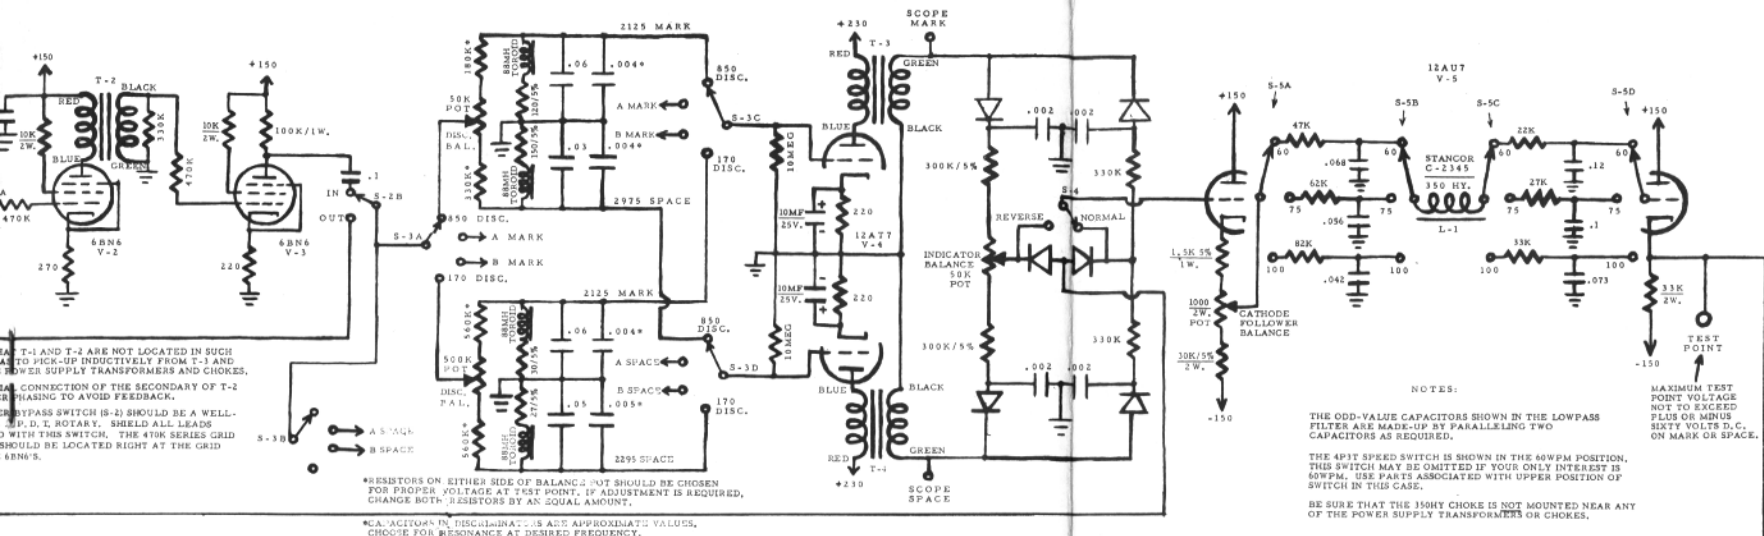 SCOPE
MARK
2125 MARK
+230
T-3
+150
T-2
BLACK
RED
+150
180K*
88MH
TOROID
.06
.004*
850
DISC.
RED
GREEN
12AU7
V-5
10K
2W.
330K
10K
2W.
100K/1W.
50K
POT
DISC.
BAL.
120/5%
A MARK
B MARK
S-3C
BLUE
BLACK
.002
.002
+150
S-5A
S-5B
S-5C
S-5D
+150
BLUE
GREEN
470K
470K
150/5%
.03
.004*
10MEG
47K
60
60
22K
60
.1
IN
S-2B
OUT
330K
88MH
TOROID
170
DISC.
300K/5%
330K
.068
STANCOR
C-2345
350 HY.
.12
6BN6
V-2
6BN6
V-3
850 DISC.
2975 SPACE
10MF
25V.
+
220
12AT7
V-4
S-4
REVERSE
NORMAL
62K
75
75
27K
75
.056
L-1
.1
S-3A
A MARK
B MARK
270
220
170 DISC.
INDICATOR
BALANCE
50K
POT
1.5K 5%
1W.
82K
100
100
33K
100
.042
.073
2125 MARK
10MF
25V.
-
+
220
560K*
88MH
TOROID
.06
.004*
850
DISC.
1000
2W.
POT
CATHODE
FOLLOWER
BALANCE
33K
2W.
TEST
POINT
T-1 AND T-2 ARE NOT LOCATED IN SUCH
TO PICK-UP INDUCTIVELY FROM T-3 AND
POWER SUPPLY TRANSFORMERS AND CHOKES.
500K
POT
DISC.
30/5%
A SPACE
B SPACE
10MEG
S-3D
300K/5%
330K
30K/5%
2W.
-150
CONNECTION OF THE SECONDARY OF T-2
PHASING TO AVOID FEEDBACK.
27/5%
.05
.005*
170
DISC.
BLUE
BLACK
.002
.002
-150
NOTES:
MAXIMUM TEST
POINT VOLTAGE
NOT TO EXCEED
PLUS OR MINUS
SIXTY VOLTS D.C.
ON MARK OR SPACE.
BYPASS SWITCH (S-2) SHOULD BE A WELL-
P. D. T. ROTARY. SHIELD ALL LEADS
WITH THIS SWITCH. THE 470K SERIES GRID
SHOULD BE LOCATED RIGHT AT THE GRID
6BN6'S.
S-3B
A SPACE
B SPACE
560K*
88MH
TOROID
2295 SPACE
RED
GREEN
T-4
+230
SCOPE
SPACE
THE ODD-VALUE CAPACITORS SHOWN IN THE LOWPASS
FILTER ARE MADE-UP BY PARALLELING TWO
CAPACITORS AS REQUIRED.
THE 4P3T SPEED SWITCH IS SHOWN IN THE 60WPM POSITION.
THIS SWITCH MAY BE OMITTED IF YOUR ONLY INTEREST IS
60WPM. USE PARTS ASSOCIATED WITH UPPER POSITION OF
SWITCH IN THIS CASE.
BE SURE THAT THE 350HY CHOKE IS NOT MOUNTED NEAR ANY
OF THE POWER SUPPLY TRANSFORMERS OR CHOKES.
*RESISTORS ON EITHER SIDE OF BALANCE POT SHOULD BE CHOSEN
FOR PROPER VOLTAGE AT TEST POINT. IF ADJUSTMENT IS REQUIRED,
CHANGE BOTH RESISTORS BY AN EQUAL AMOUNT.
*CAPACITORS IN DISCRIMINATORS ARE APPROXIMATE VALUES,
CHOOSE FOR RESONANCE AT DESIRED FREQUENCY.